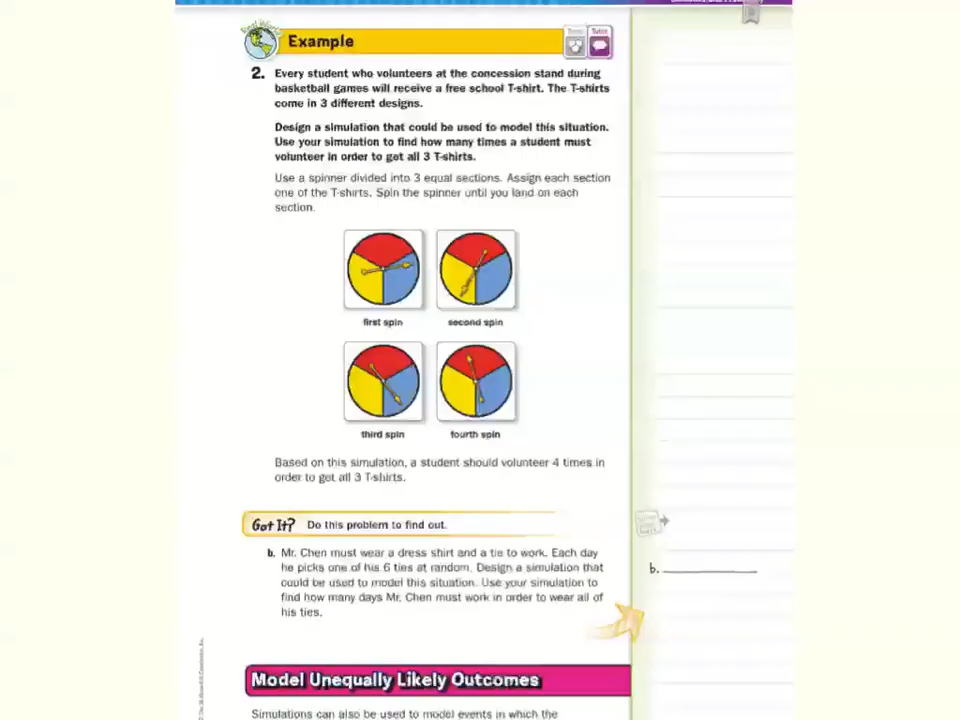 Real World
Example
Tutor
2. Every student who volunteers at the concession stand during
basketball games will receive a free school T-shirt. The T-shirts
come in 3 different designs.
Design a simulation that could be used to model this situation.
Use your simulation to find how many times a student must
volunteer in order to get all 3 T-shirts.
Use a spinner divided into 3 equal sections. Assign each section
one of the T-shirts. Spin the spinner until you land on each
section.
first spin
second spin
third spin
fourth spin
Based on this simulation, a student should volunteer 4 times in
order to get all 3 T-shirts.
Got It? Do this problem to find out.
b. Mr. Chen must wear a dress shirt and a tie to work. Each day
he picks one of his 6 ties at random. Design a simulation that
could be used to model this situation. Use your simulation to
find how many days Mr. Chen must work in order to wear all of
his ties.
b.
Model Unequally Likely Outcomes
Simulations can also be used to model events in which the